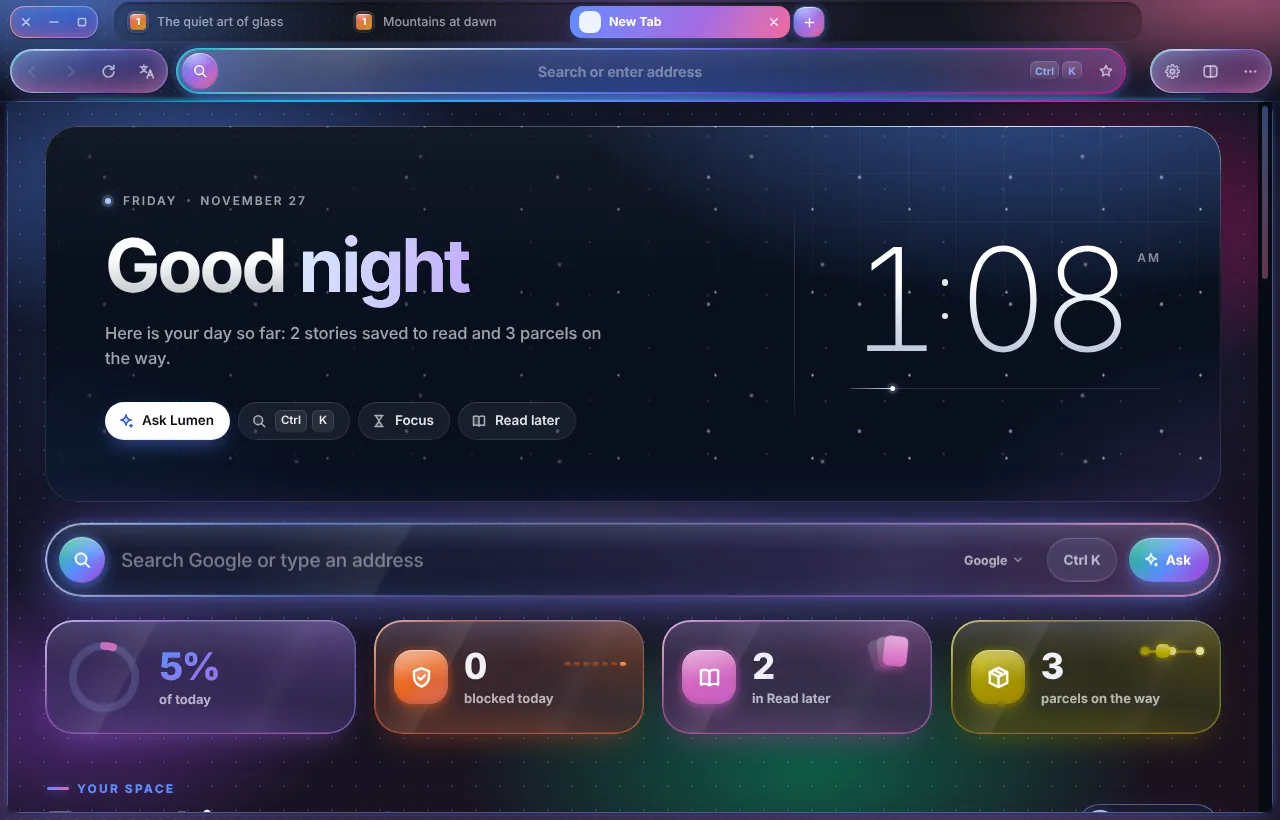 1 The quiet art of glass
1 Mountains at dawn
New Tab
Search or enter address
Ctrl K
FRIDAY • NOVEMBER 27
Good night
Here is your day so far: 2 stories saved to read and 3 parcels on
the way.
Ask Lumen
Ctrl K
Focus
Read later
1:08 AM
Search Google or type an address
Google
Ctrl K
Ask
5%
of today
0
blocked today
2
in Read later
3
parcels on the way
YOUR SPACE